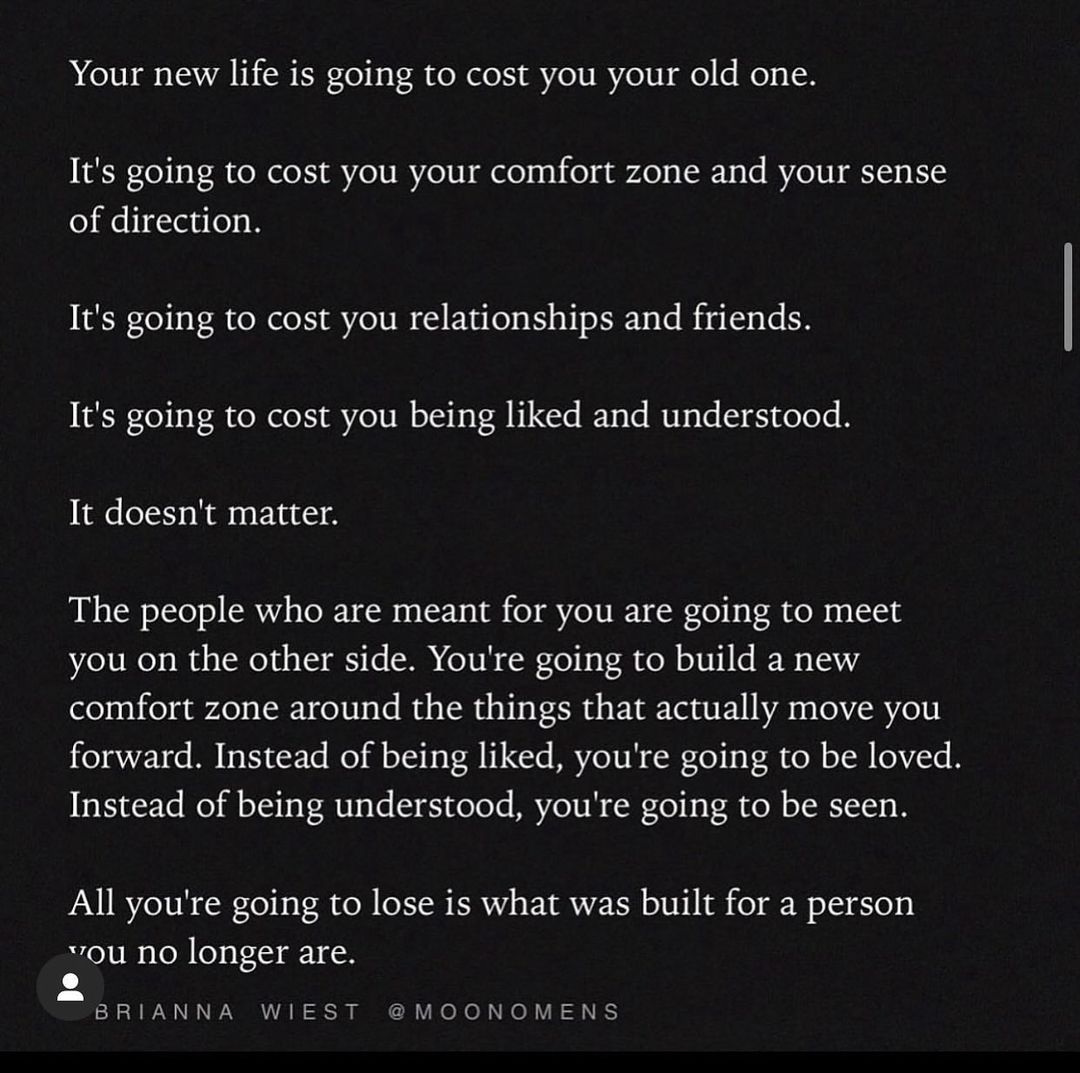 Your new life is going to cost you your old one.
It's going to cost you your comfort zone and your sense
of direction.
It's going to cost you relationships and friends.
It's going to cost you being liked and understood.
It doesn't matter.
The people who are meant for you are going to meet
you on the other side. You're going to build a new
comfort zone around the things that actually move you
forward. Instead of being liked, you're going to be loved.
Instead of being understood, you're going to be seen.
All you're going to lose is what was built for a person
you no longer are.
BRIANNA WIEST @MOONOMENS